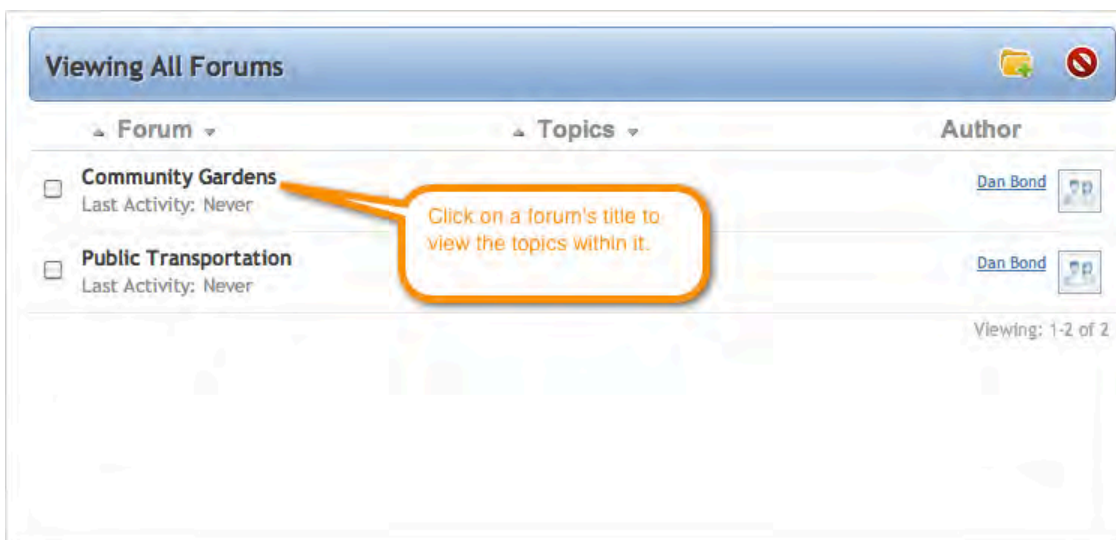 Viewing All Forums
Forum Topics Author
Community Gardens
Last Activity: Never
Dan Bond
Click on a forum's title to
view the topics within it.
Public Transportation
Last Activity: Never
Dan Bond
Viewing: 1-2 of 2